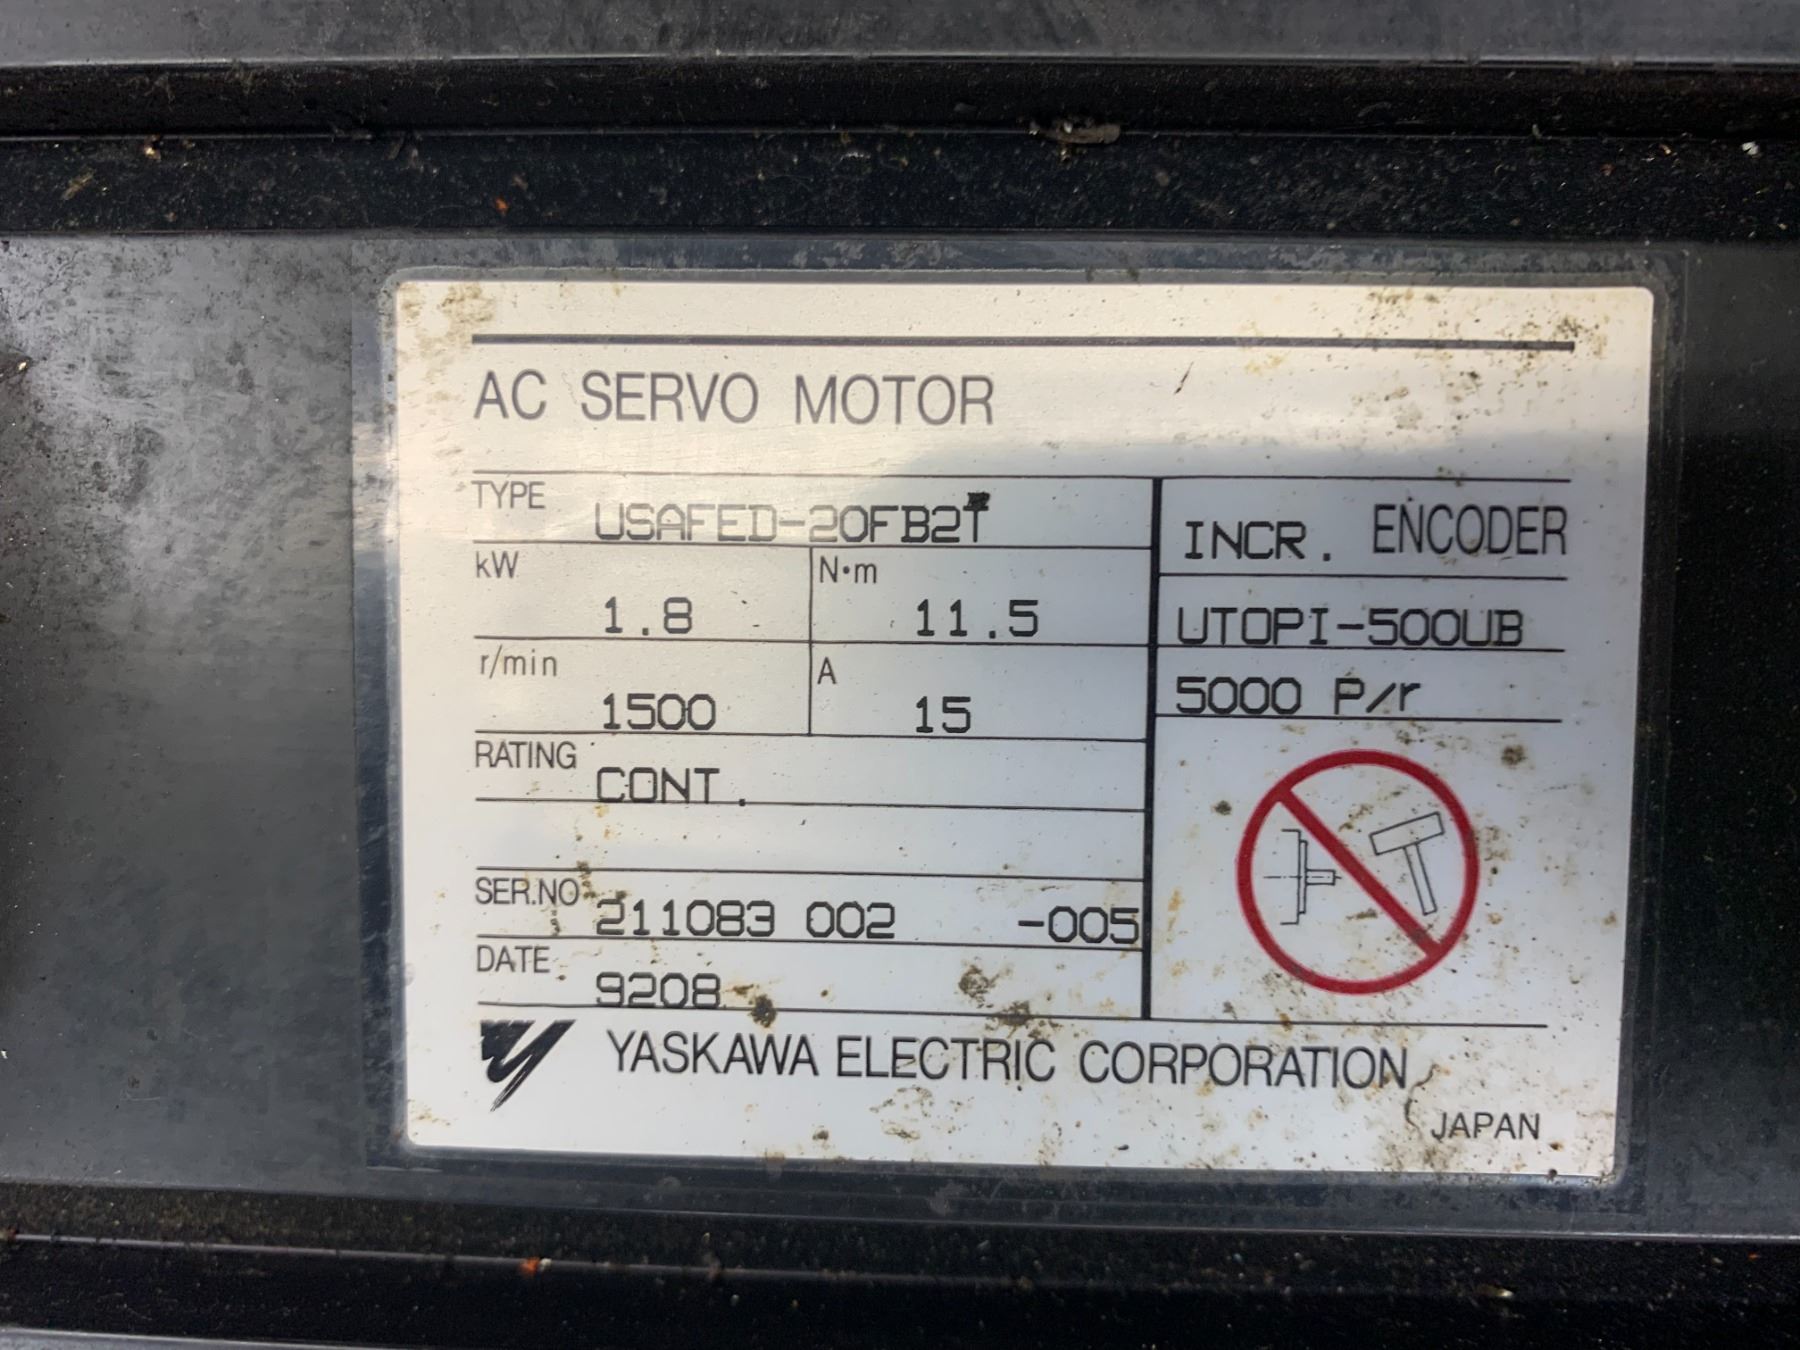 AC SERVO MOTOR
TYPE USAFED-20FB2T
INCR. ENCODER
kW 1.8 N•m 11.5
UTOPI-500UB
r/min 1500 A 15
5000 P/r
RATING CONT.
SER.NO 211083 002 -005
DATE 9208
YASKAWA ELECTRIC CORPORATION
JAPAN